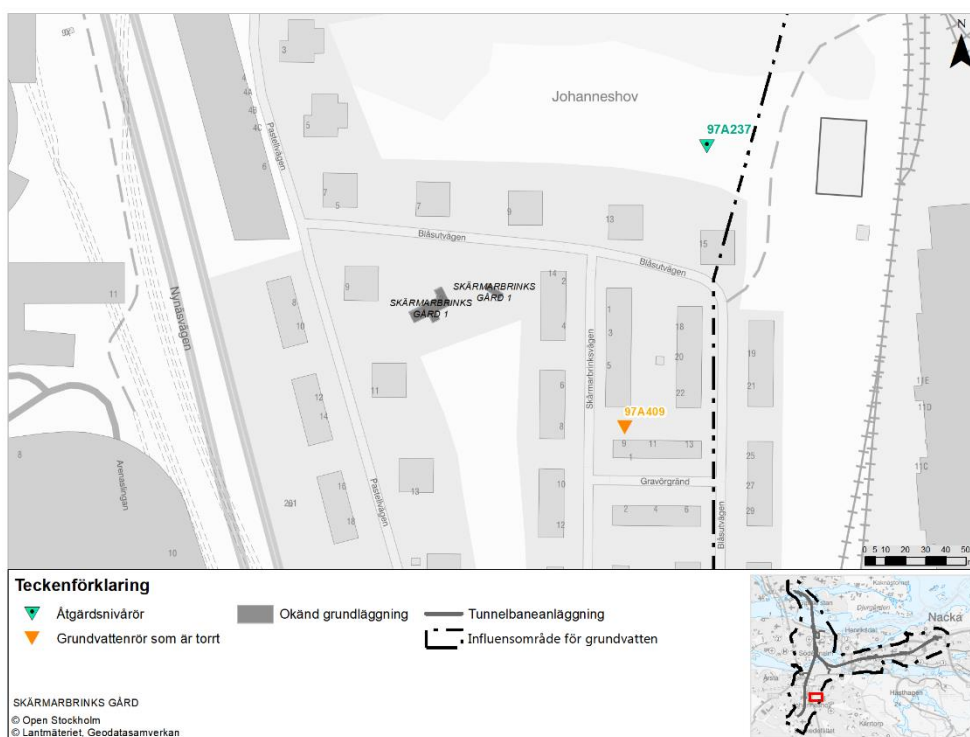 N
Johanneshov
97A237
3
4
4A
4B
4C
5
6
Pastellvägen
7
5
7
9
13
15
Blåsutvägen
Blåsutvägen
Nynäsvägen
11
8
10
9
SKÄRMARBRINKS
GÅRD 1
SKÄRMARBRINKS
GÅRD 1
14
2
4
1
3
5
18
20
22
19
21
Skärmarbrinksvägen
11
12
14
6
8
97A409
9
11
13
1
11E
11D
11C
8
Arenaslingan
10
13
16
18
Pastellvägen
10
12
Gravörgränd
2
4
6
Blåsutvägen
25
27
29
0 5 10 20 30 40 50
Teckenförklaring
Åtgärdsnivårör
Grundvattenrör som är torrt
Okänd grundläggning
Tunnelbaneanläggning
Influensområde för grundvatten
Nacka
SKÄRMARBRINKS GÅRD
© Open Stockholm
© Lantmäteriet, Geodatasamverkan